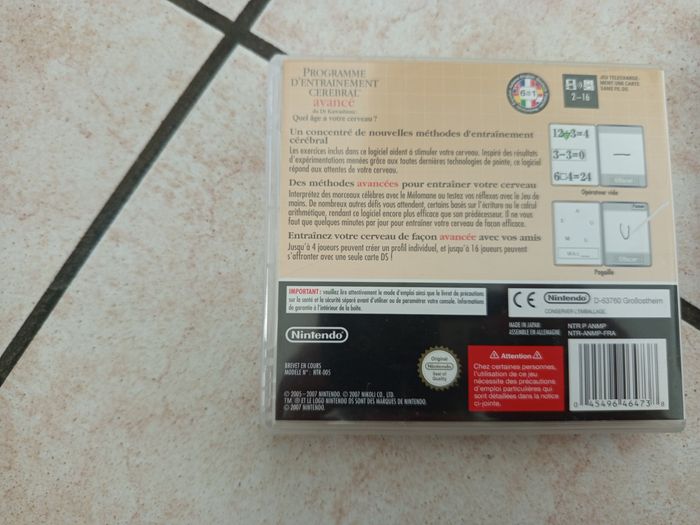 PROGRAMME
D'ENTRAINEMENT
CEREBRAL
avancé
du Dr Kawashima:
Quel âge a votre cerveau ?
6 in 1
2-16
JEU TELECHARGE-
MENT UNE CARTE
SANS PE, DS
Un concentré de nouvelles méthodes d'entraînement
cérébral
Les exercices inclus dans ce logiciel aident à stimuler votre cerveau. Inspiré des résultats
d'expérimentations menées grâce aux toutes dernières technologies de pointe, ce logiciel
répond aux attentes de votre cerveau.
Des méthodes avancées pour entraîner votre cerveau
Interprétez des morceaux célèbres avec le Mélomane ou testez vos réflexes avec le Jeu de
mains. De nombreux autres défis vous attendent, certains basés sur l'écriture ou le calcul
arithmétique, rendant ce logiciel encore plus efficace que son prédécesseur. Il ne vous
faut que quelques minutes par jour pour entraîner votre cerveau de façon efficace.
Entraînez votre cerveau de façon avancée avec vos amis
Jusqu'à 4 joueurs peuvent créer un profil individuel, et jusqu'à 16 joueurs peuvent
s'affronter avec une seule carte DS !
3-3=0
6□4=24
Effacer
Opérateur vide
Effacer
Pagaille
IMPORTANT : veuillez lire attentivement le mode d'emploi ainsi que le livret de précautions
sur la santé et la sécurité séparé avant d'utiliser ou de paramétrer votre console. Informations
de garantie à l'intérieur de la boîte.
CE
Nintendo
D-63760 Großostheim
CONSERVER L'EMBALLAGE.
MADE IN JAPAN:
ASSEMBLE EN ALLEMAGNE
NTR P ANMP
NTR-ANMP-FRA
Nintendo
BREVET EN COURS
MODELE N° : NTR-005
Original
Nintendo
Seal of
Quality
Attention
Chez certaines personnes,
l'utilisation de ce jeu
nécessite des précautions
d'emploi particulières qui
sont détaillées dans la notice
ci-jointe.
© 2005 - 2007 NINTENDO. © 2007 NIKOLI CO., LTD.
TM, ® ET LE LOGO NINTENDO DS SONT DES MARQUES DE NINTENDO.
© 2007 NINTENDO.
0 45496 46473 8